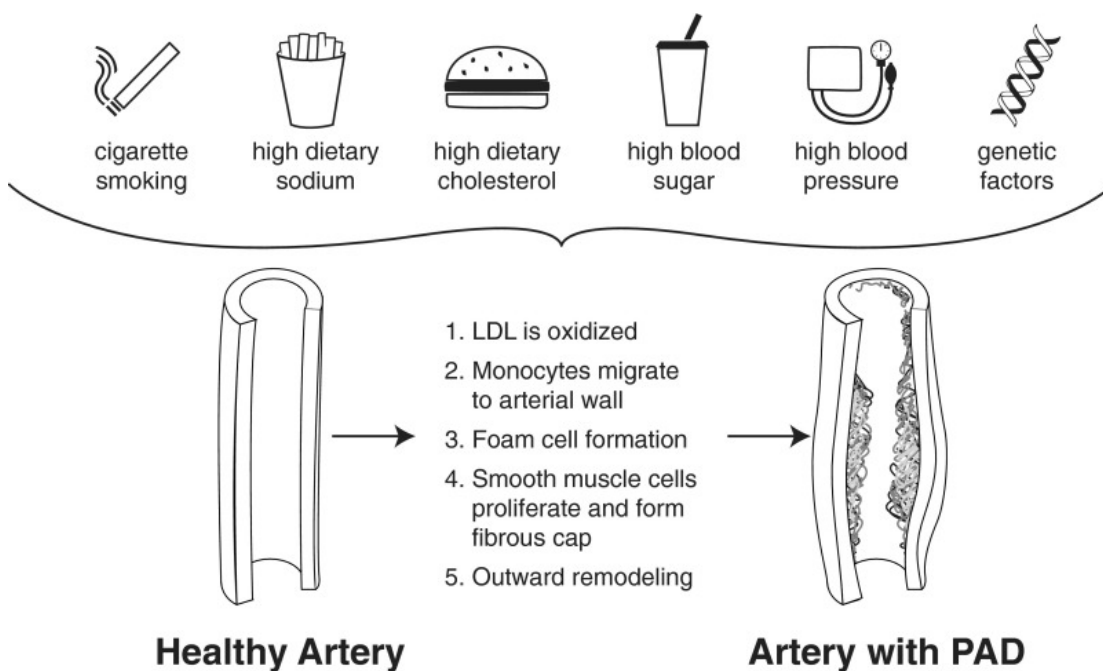 cigarette
smoking
high dietary
sodium
high dietary
cholesterol
high blood
sugar
high blood
pressure
genetic
factors
1. LDL is oxidized
2. Monocytes migrate
to arterial wall
3. Foam cell formation
4. Smooth muscle cells
proliferate and form
fibrous cap
5. Outward remodeling
Healthy Artery
Artery with PAD